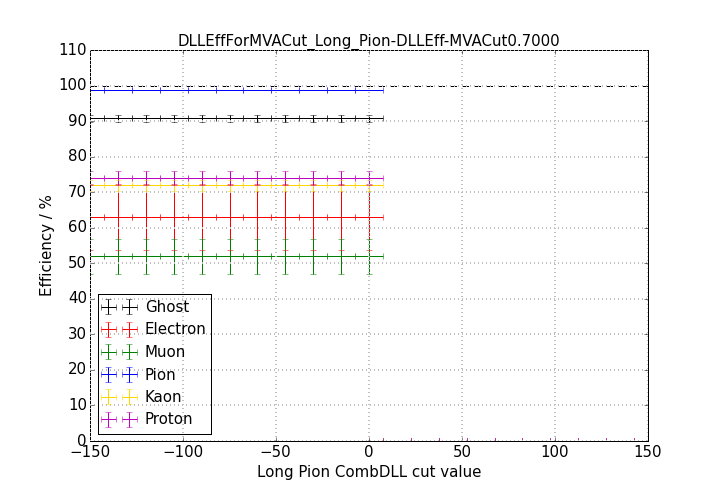 DLLEffForMVACut_Long_Pion-DLLEff-MVACut0.7000
110
100
90
80
70
60
50
40
30
20
10
0
Efficiency / %
Ghost
Electron
Muon
Pion
Kaon
Proton
−150 −100 −50 0 50 100 150
Long Pion CombDLL cut value